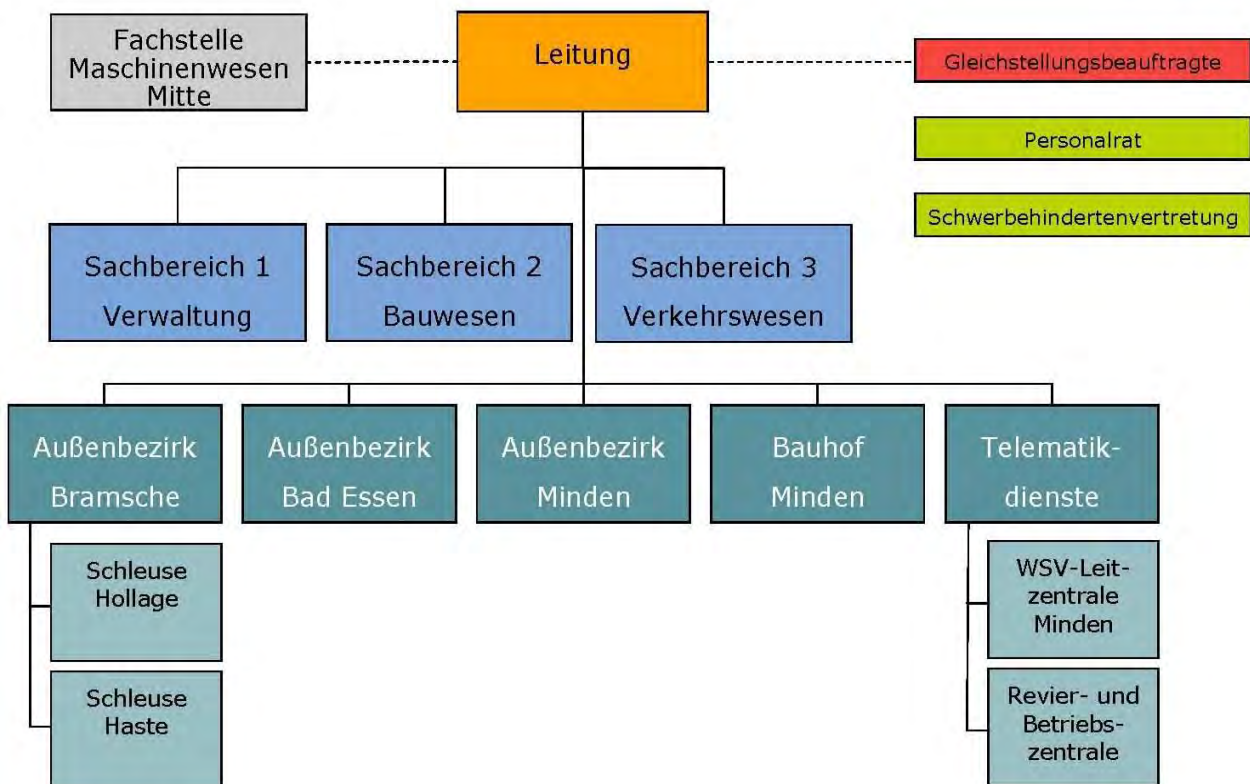 Fachstelle
Maschinenwesen
Mitte
Leitung
Gleichstellungsbeauftragte
Personalrat
Schwerbehindertenvertretung
Sachbereich 1
Verwaltung
Sachbereich 2
Bauwesen
Sachbereich 3
Verkehrswesen
Außenbezirk
Bramsche
Außenbezirk
Bad Essen
Außenbezirk
Minden
Bauhof
Minden
Telematik-
dienste
Schleuse
Hollage
Schleuse
Haste
WSV-Leit-
zentrale
Minden
Revier- und
Betriebs-
zentrale